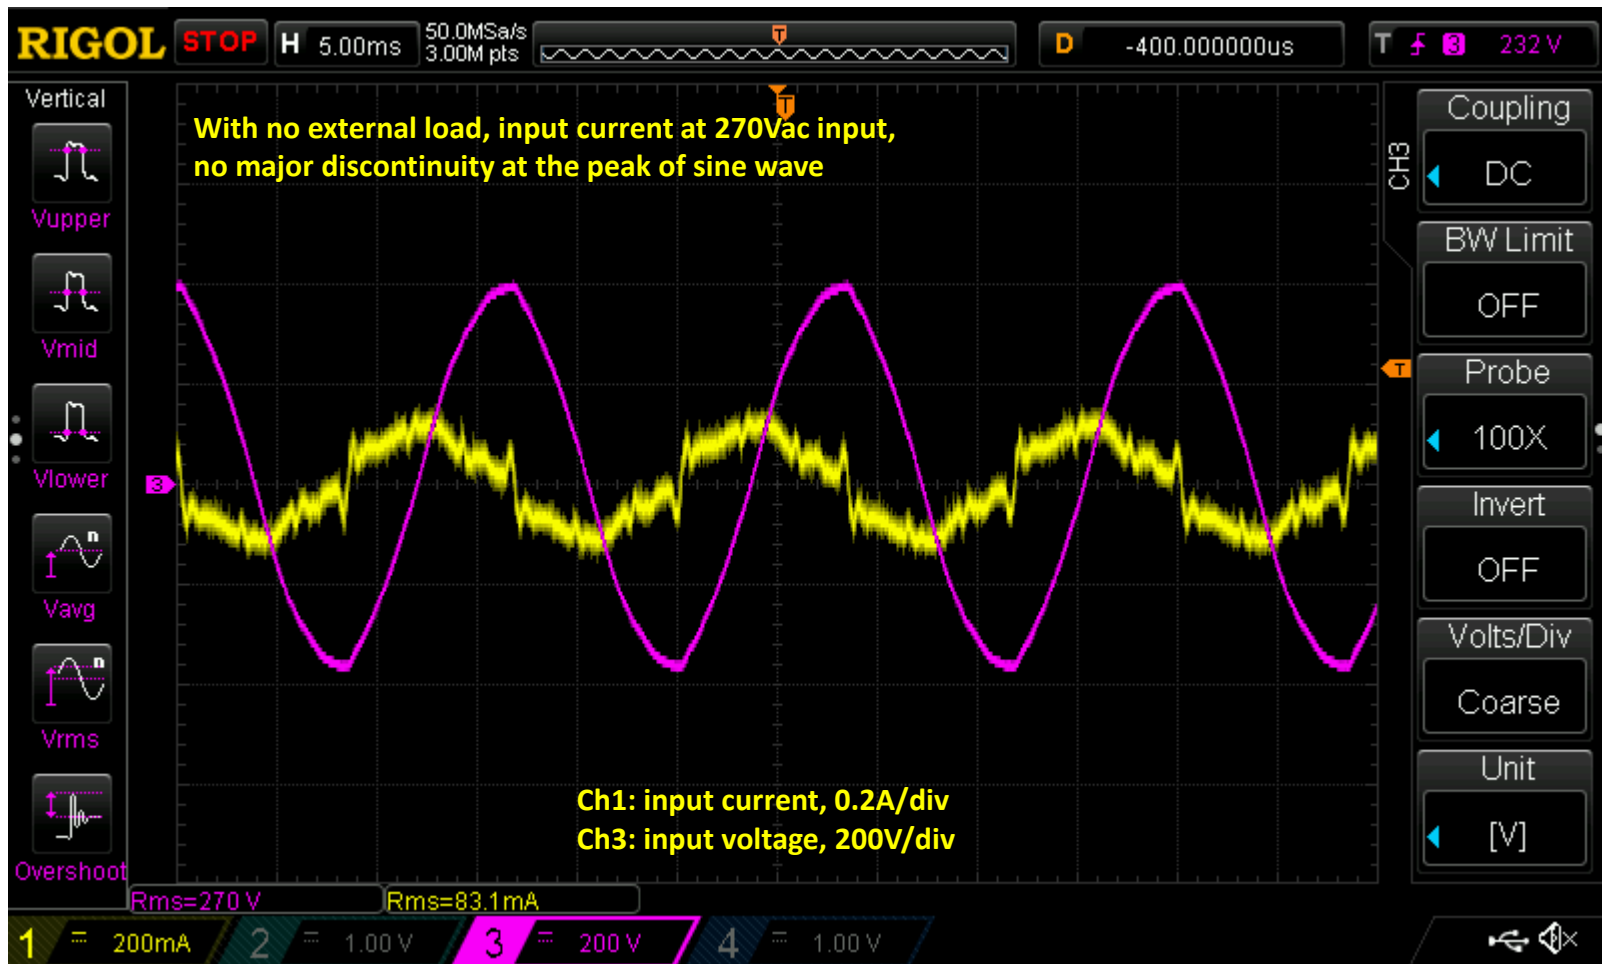 RIGOL STOP H 5.00ms 50.0MSa/s 3.00M pts T D -400.000000us T 3 232 V
Vertical
Vupper
Vmid
Vlower
Vavg
Vrms
Overshoot
With no external load, input current at 270Vac input,
no major discontinuity at the peak of sine wave
T
T
3
Ch1: input current, 0.2A/div
Ch3: input voltage, 200V/div
CH3
Coupling
DC
BW Limit
OFF
Probe
100X
Invert
OFF
Volts/Div
Coarse
Unit
[V]
Rms=270 V Rms=83.1mA
1 200mA 2 1.00 V 3 200 V 4 1.00 V